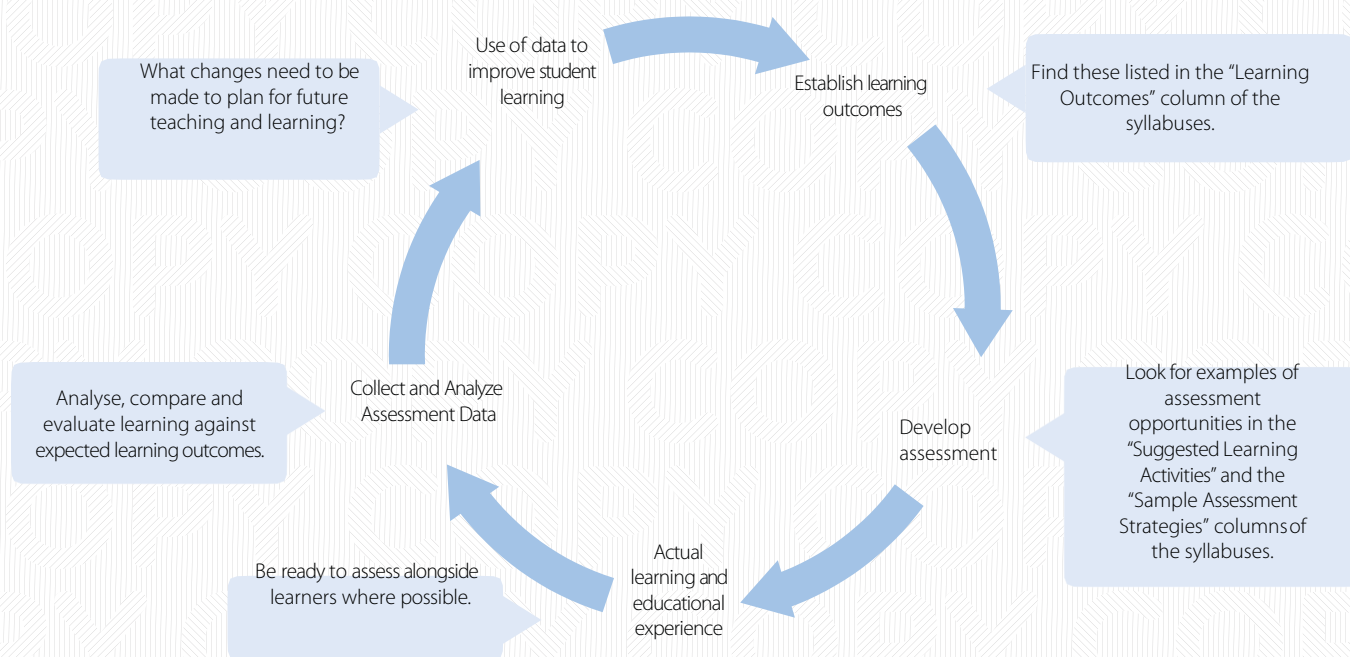 Use of data to
improve student
learning
What changes need to be
made to plan for future
teaching and learning?
Establish learning
outcomes
Find these listed in the “Learning
Outcomes” column of the
syllabuses.
Develop
assessment
Look for examples of
assessment
opportunities in the
“Suggested Learning
Activities” and the
“Sample Assessment
Strategies” columns of
the syllabuses.
Actual
learning and
educational
experience
Be ready to assess alongside
learners where possible.
Collect and Analyze
Assessment Data
Analyse, compare and
evaluate learning against
expected learning outcomes.